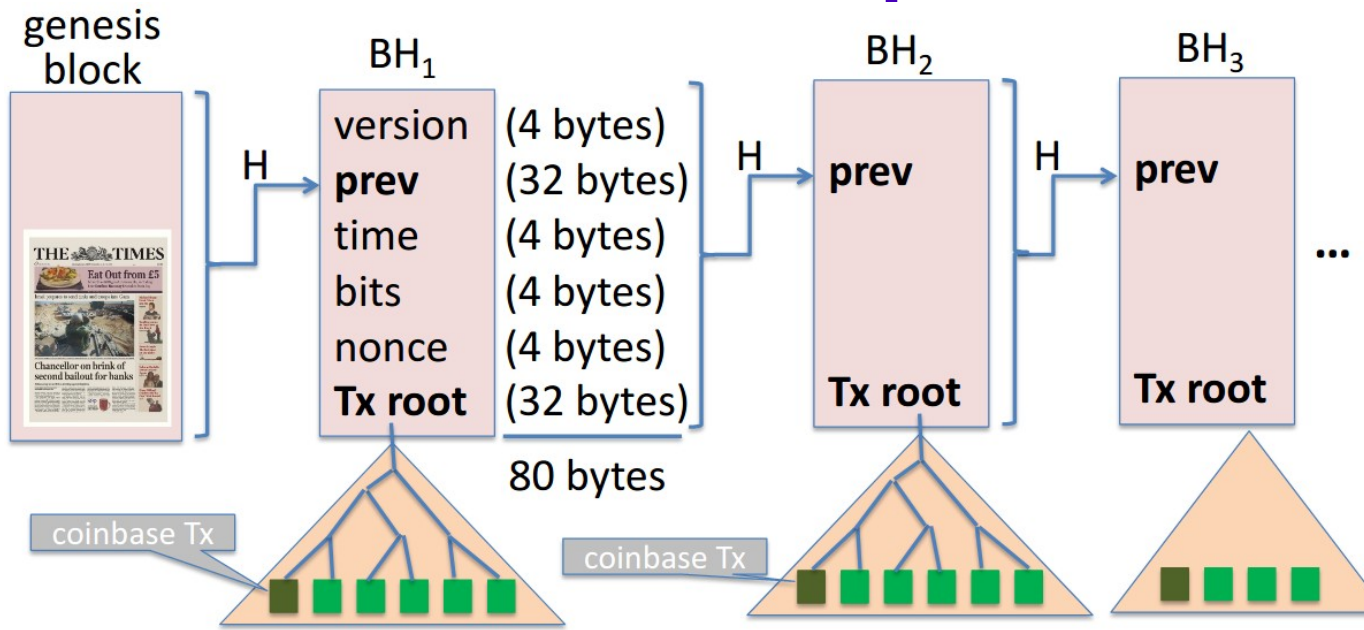 genesis
block
BH₁
BH₂
BH₃
H
version (4 bytes)
prev (32 bytes)
time (4 bytes)
bits (4 bytes)
nonce (4 bytes)
Tx root (32 bytes)
80 bytes
H
prev
Tx root
H
prev
Tx root
...
THE TIMES
Eat Out from £5
Chancellor on brink of
second bailout for banks
coinbase Tx
coinbase Tx